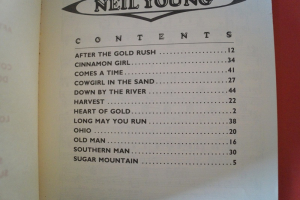 NEIL YOUNG
CONTENTS
AFTER THE GOLD RUSH 12
CINNAMON GIRL 34
COMES A TIME 41
COWGIRL IN THE SAND 27
DOWN BY THE RIVER 44
HARVEST 22
HEART OF GOLD 2
LONG MAY YOU RUN 38
OHIO 20
OLD MAN 16
SOUTHERN MAN 30
SUGAR MOUNTAIN 5